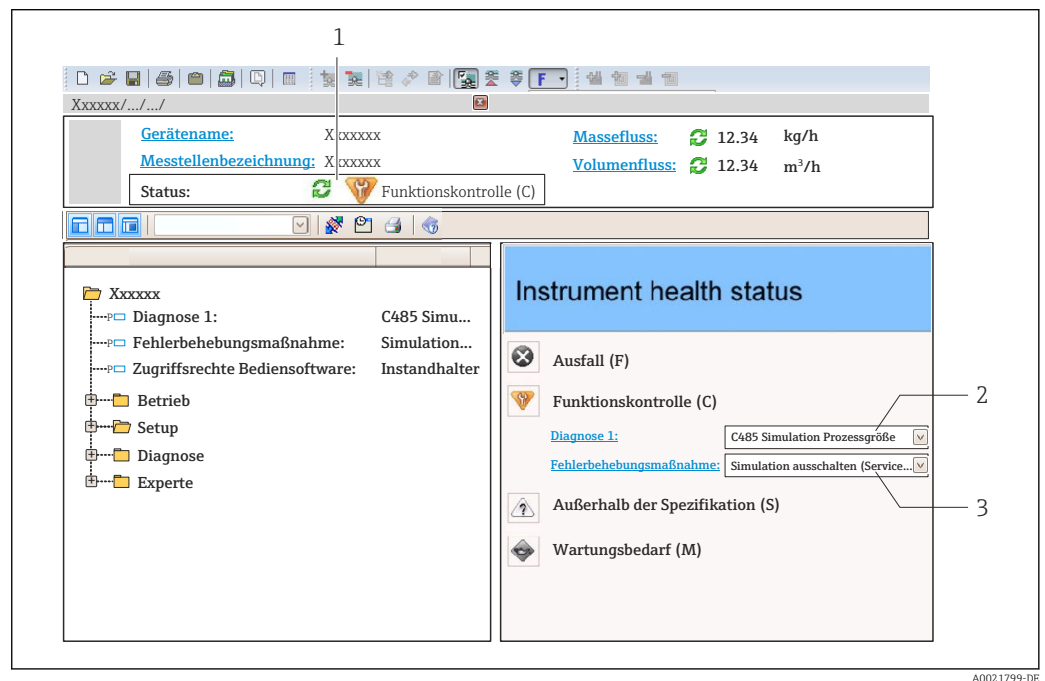 1
F
Xxxxxx/.../.../
Gerätename: Xxxxxxx
Messtellenbezeichnung: Xxxxxxx
Status: Funktionskontrolle (C)
Massefluss: 12.34 kg/h
Volumenfluss: 12.34 m³/h
Xxxxxx
P Diagnose 1: C485 Simu...
P Fehlerbehebungsmaßnahme: Simulation...
P Zugriffsrechte Bediensoftware: Instandhalter
Betrieb
Setup
Diagnose
Experte
Instrument health status
Ausfall (F)
Funktionskontrolle (C)
Diagnose 1: C485 Simulation Prozessgröße
2
Fehlerbehebungsmaßnahme: Simulation ausschalten (Service...
3
Außerhalb der Spezifikation (S)
Wartungsbedarf (M)
A0021799-DE